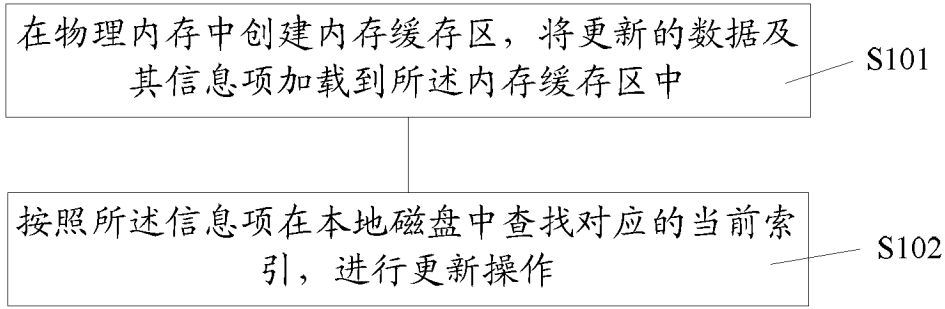 在物理内存中创建内存缓存区，将更新的数据及
其信息项加载到所述内存缓存区中
S101
按照所述信息项在本地磁盘中查找对应的当前索
引，进行更新操作
S102